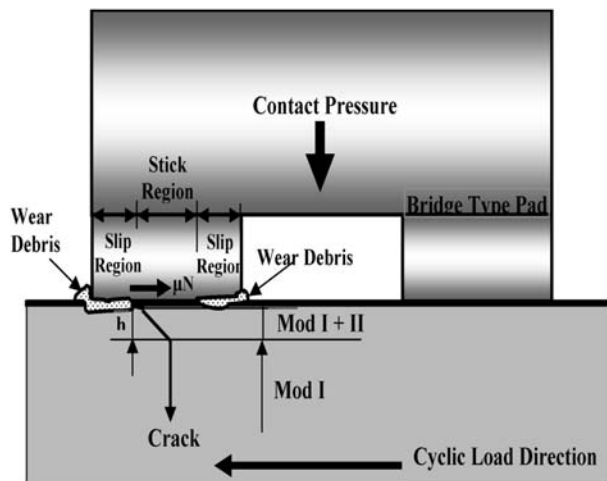 Contact Pressure
Stick
Region
Bridge Type Pad
Wear
Debris
Slip
Region
Slip
Region
Wear Debris
μN
h
Mod I + II
Mod I
Crack
Cyclic Load Direction